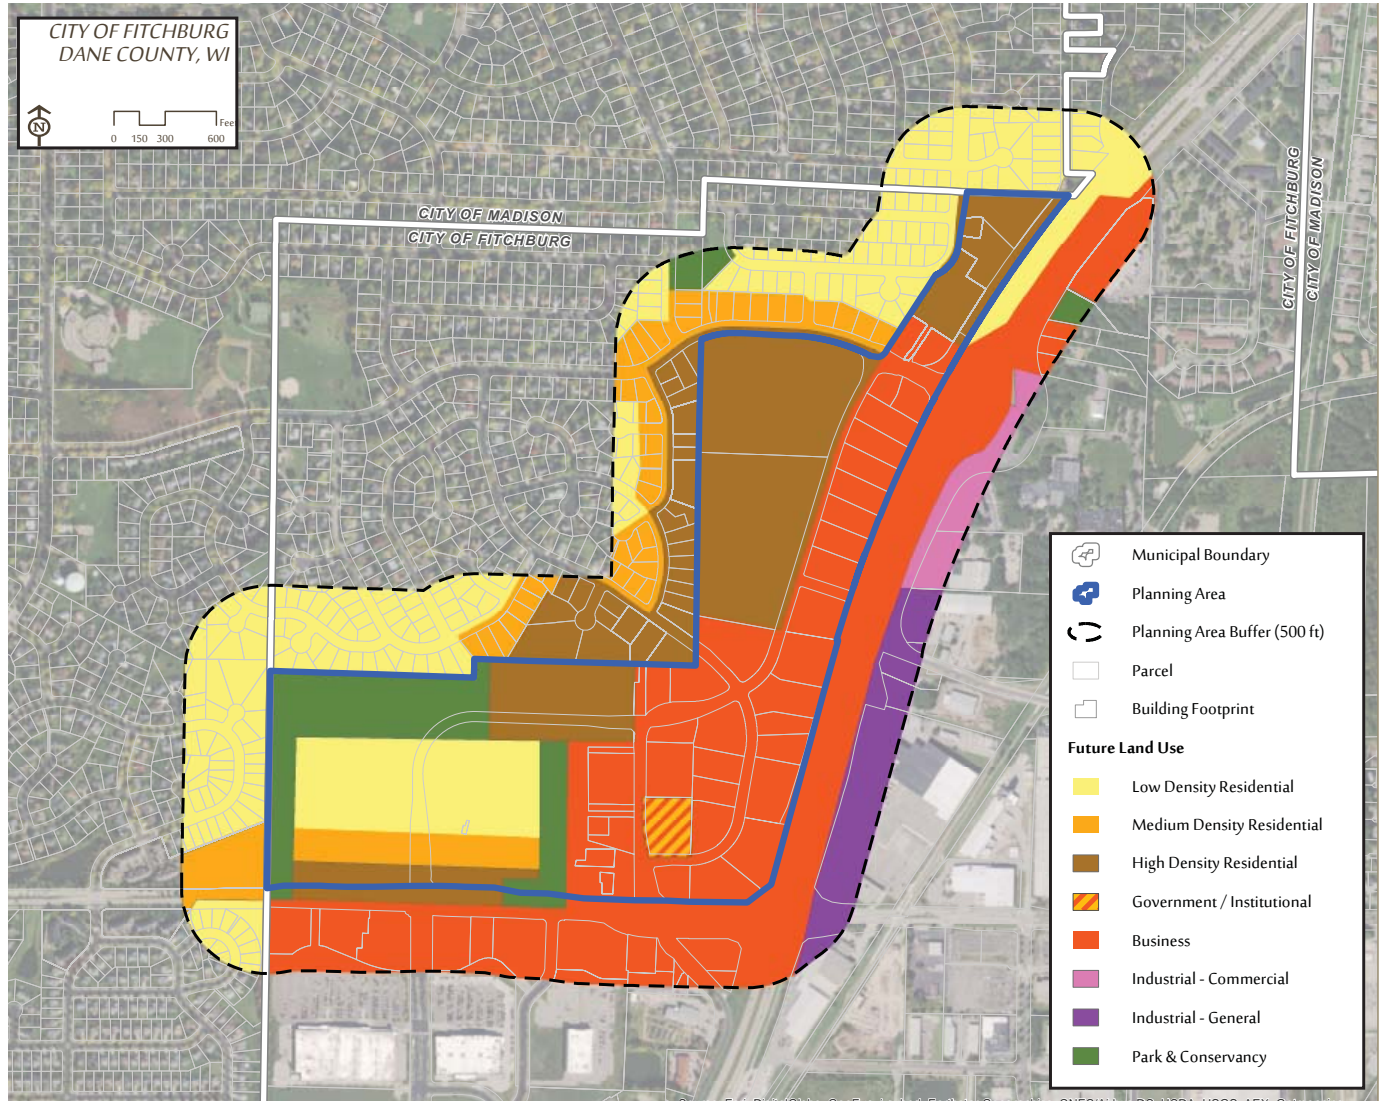 CITY OF FITCHBURG
DANE COUNTY, WI
N
Fee
0 150 300 600
CITY OF MADISON
CITY OF FITCHBURG
CITY OF FITCHBURG
CITY OF MADISON
Municipal Boundary
Planning Area
Planning Area Buffer (500 ft)
Parcel
Building Footprint
Future Land Use
Low Density Residential
Medium Density Residential
High Density Residential
Government / Institutional
Business
Industrial - Commercial
Industrial - General
Park & Conservancy